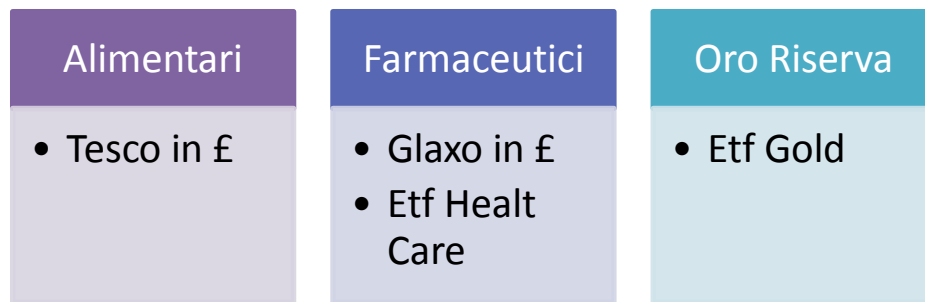 Alimentari
• Tesco in £
Farmaceutici
• Glaxo in £
• Etf Healt
Care
Oro Riserva
• Etf Gold